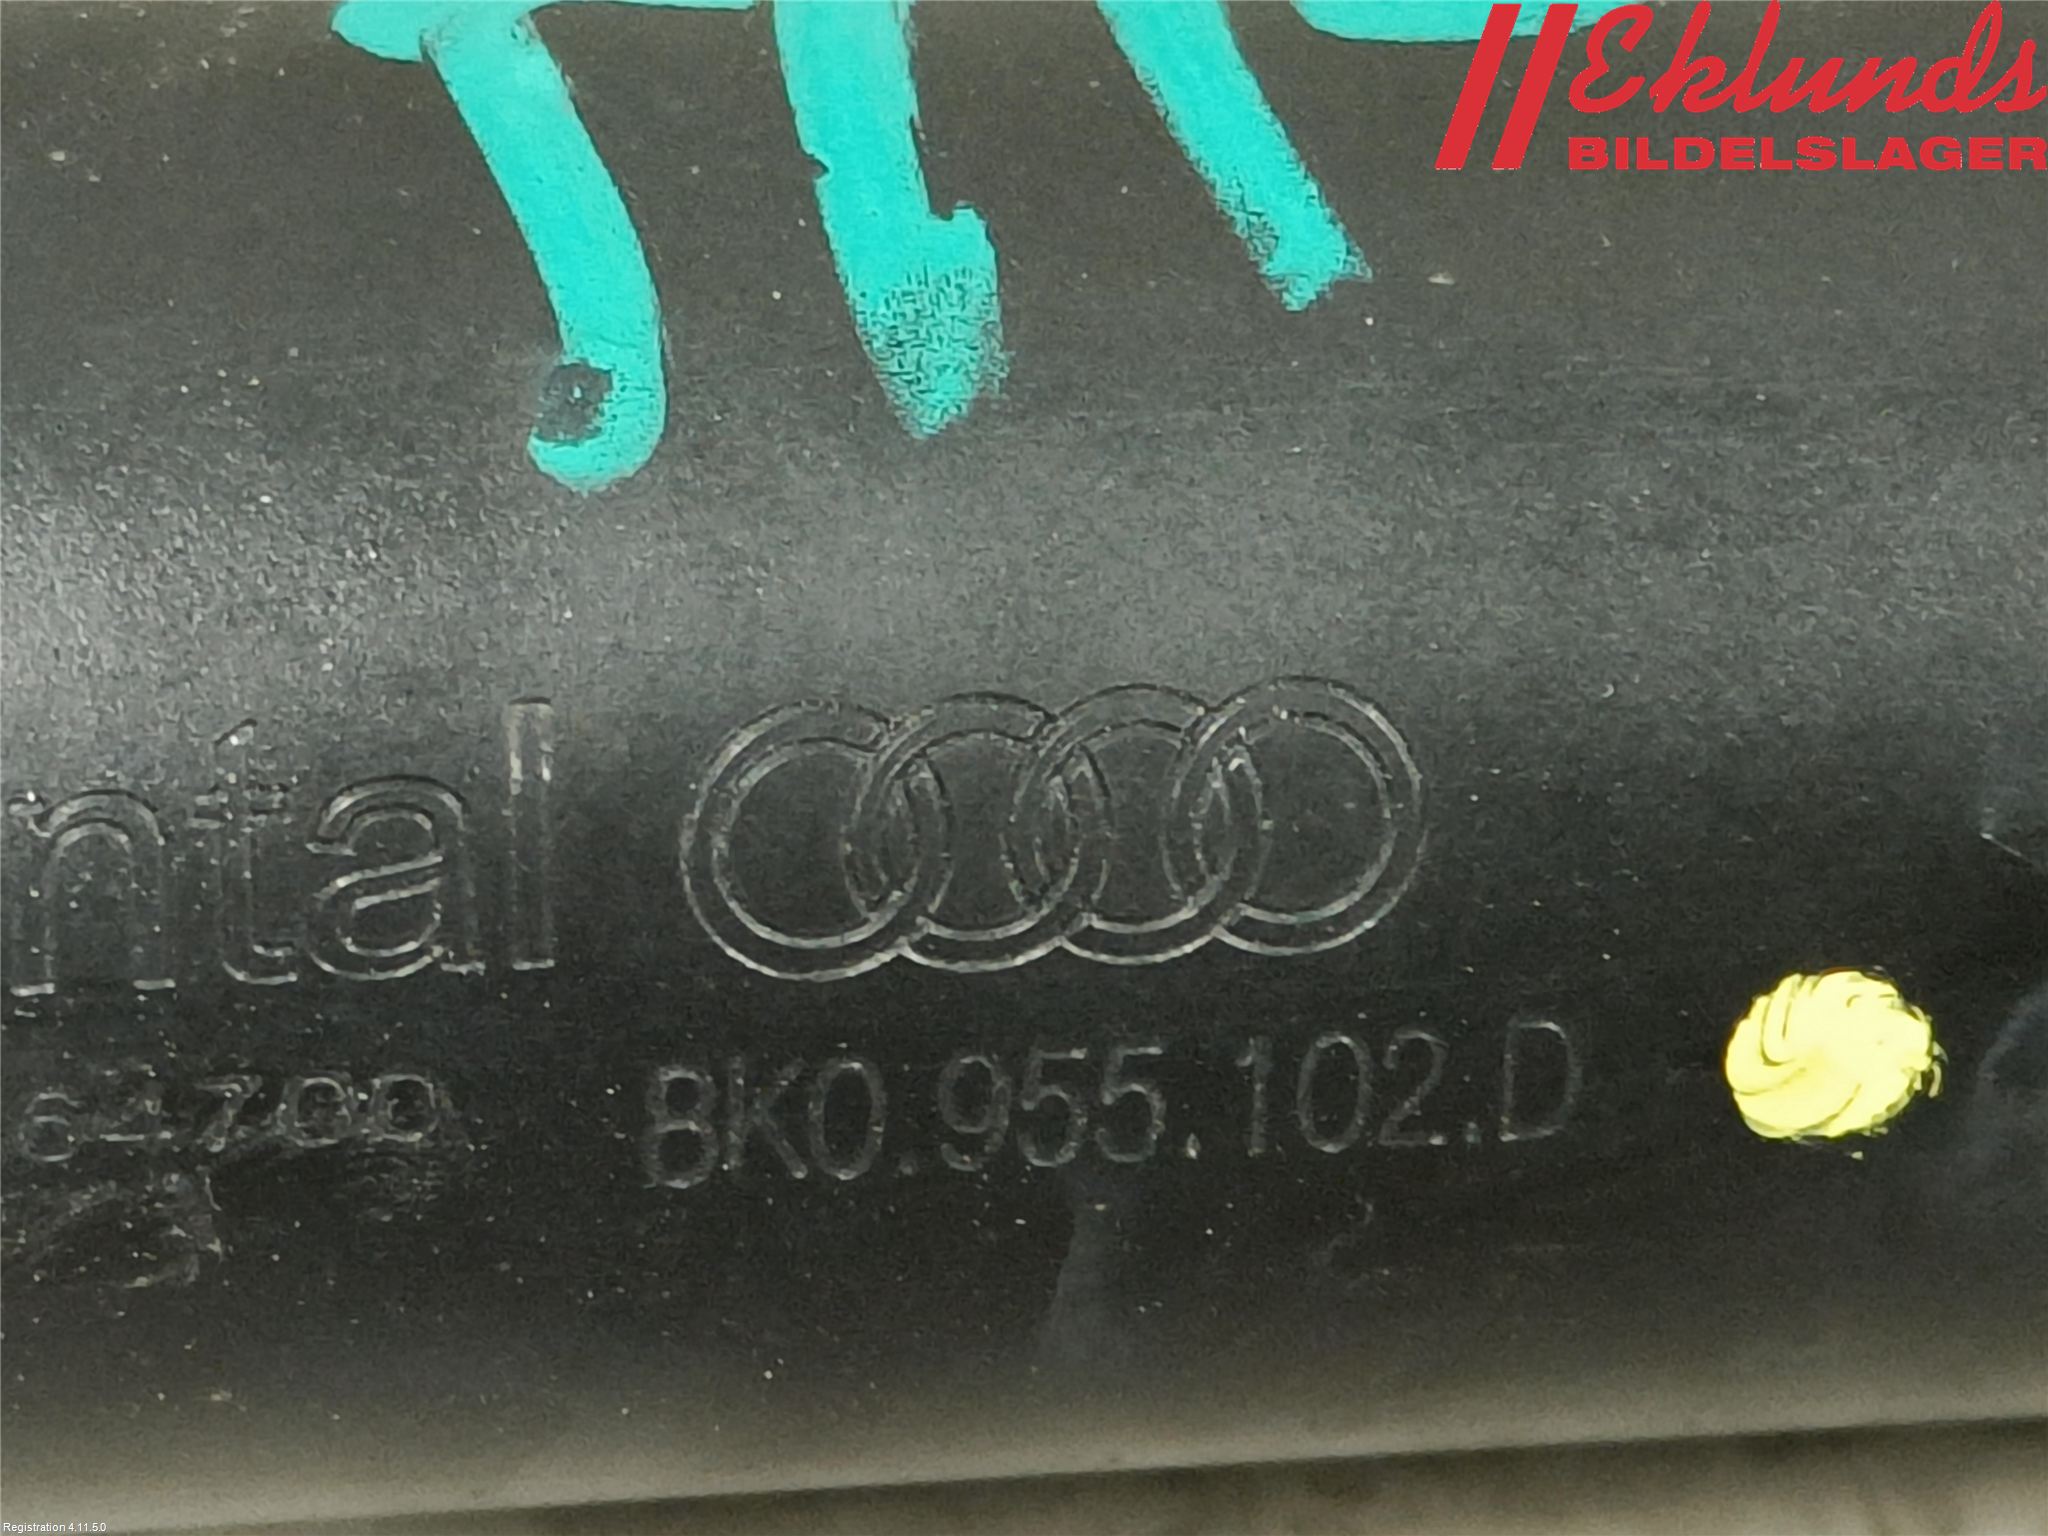 Eklunds
BILDELSLAGER
ntal
8K0.955.102.D
Registration 4.11.5.0